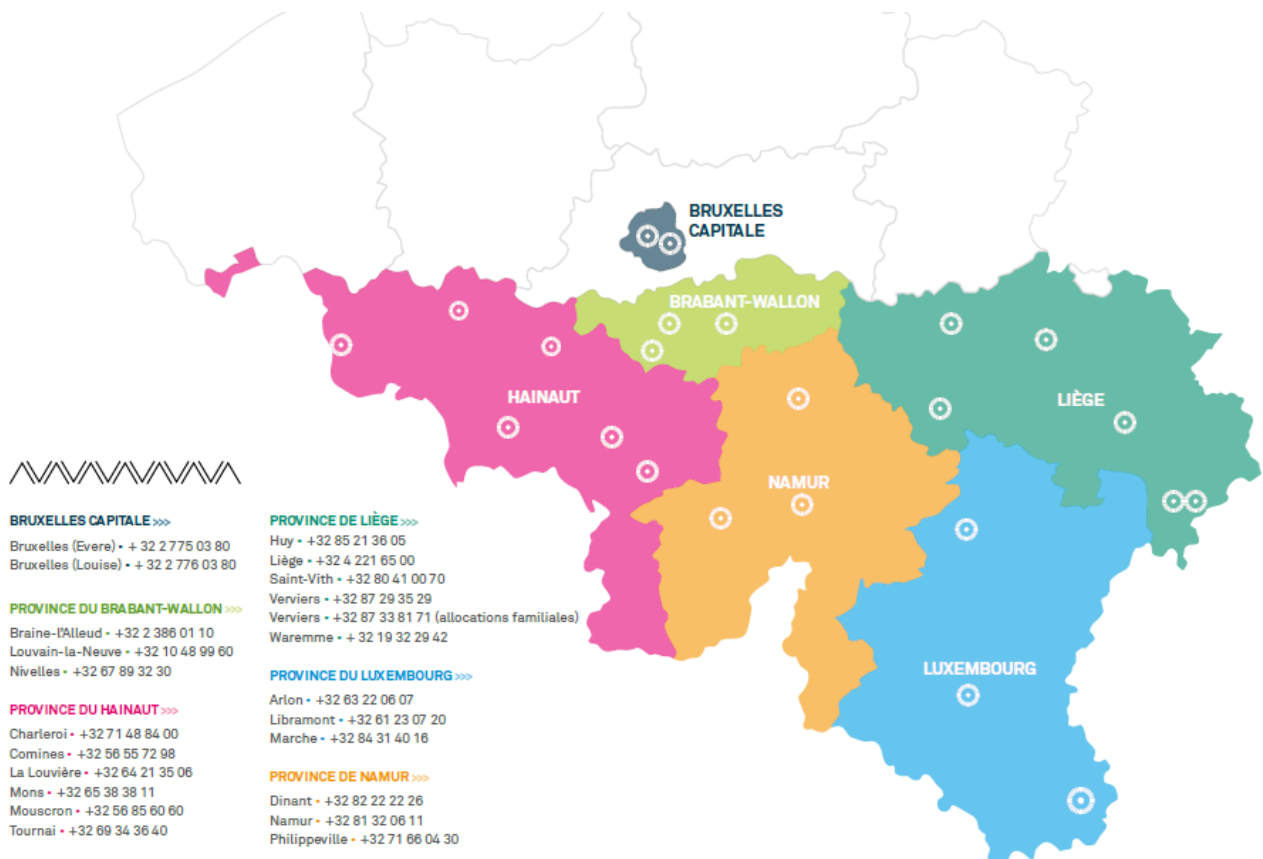 BRUXELLES
CAPITALE
BRABANT-WALLON
HAINAUT
LIÈGE
NAMUR
LUXEMBOURG
BRUXELLES CAPITALE >>>
Bruxelles (Evere) • + 32 2 775 03 80
Bruxelles (Louise) • + 32 2 776 03 80
PROVINCE DU BRABANT-WALLON >>>
Braine-l'Alleud • +32 2 386 01 10
Louvain-la-Neuve • +32 10 48 99 60
Nivelles • +32 67 89 32 30
PROVINCE DU HAINAUT >>>
Charleroi • +32 71 48 84 00
Comines • +32 56 55 72 98
La Louvière • +32 64 21 35 06
Mons • +32 65 38 38 11
Mouscron • +32 56 85 60 60
Tournai • +32 69 34 36 40
PROVINCE DE LIÈGE >>>
Huy • +32 85 21 36 05
Liège • +32 4 221 65 00
Saint-Vith • +32 80 41 00 70
Verviers • +32 87 29 35 29
Verviers • +32 87 33 81 71 (allocations familiales)
Waremme • + 32 19 32 29 42
PROVINCE DU LUXEMBOURG >>>
Arlon • +32 63 22 06 07
Libramont • +32 61 23 07 20
Marche • +32 84 31 40 16
PROVINCE DE NAMUR >>>
Dinant • +32 82 22 22 26
Namur • +32 81 32 06 11
Philippeville • +32 71 66 04 30